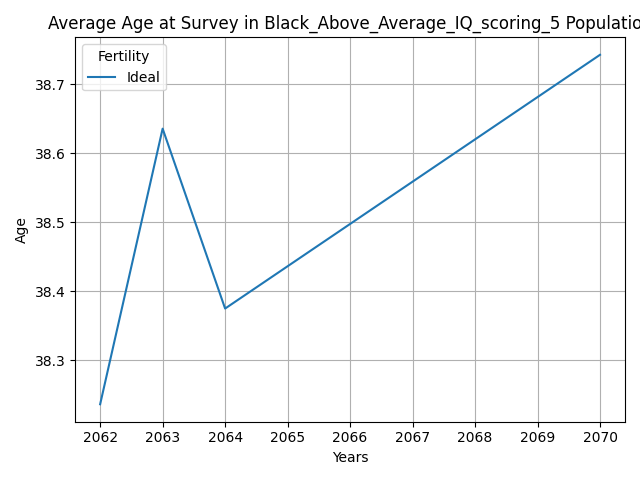 Average Age at Survey in Black_Above_Average_IQ_scoring_5 Populatio
Fertility
Ideal
Age
38.7
38.6
38.5
38.4
38.3
2062 2063 2064 2065 2066 2067 2068 2069 2070
Years